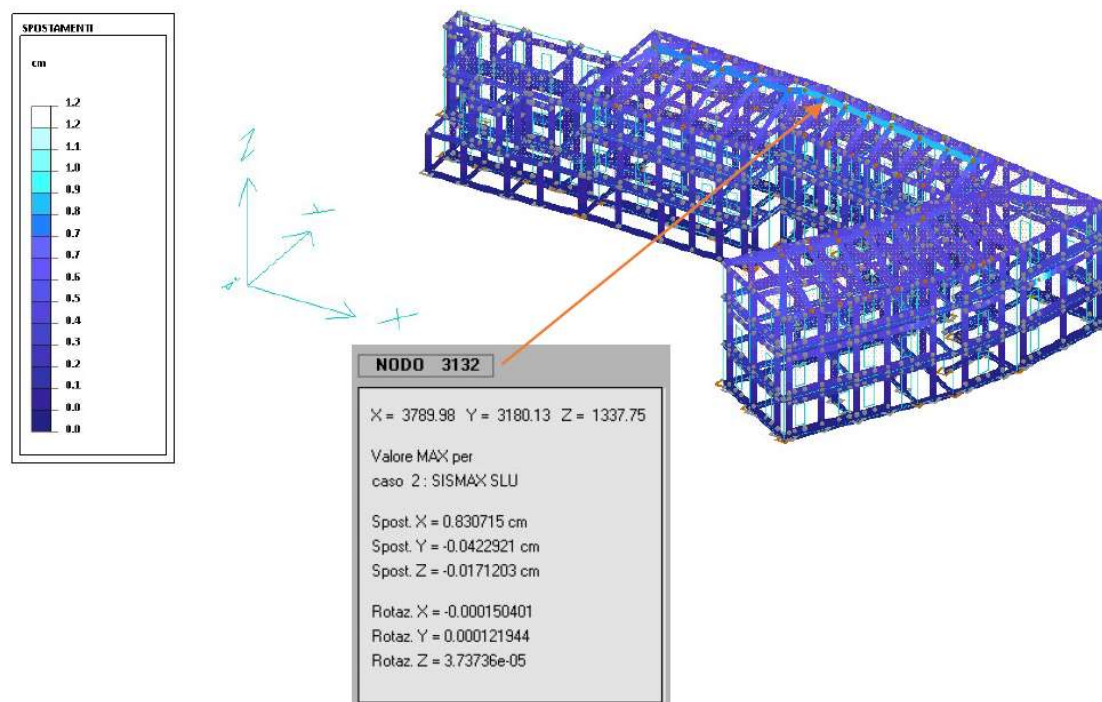 SPOSTAMENTI
cm
1.2
1.2
1.1
1.0
0.9
0.8
0.7
0.7
0.6
0.5
0.4
0.3
0.2
0.1
0.0
0.0
Z
Y
X
NODO 3132
X = 3789.98 Y = 3180.13 Z = 1337.75
Valore MAX per
caso 2 : SISMAX SLU
Spost. X = 0.830715 cm
Spost. Y = -0.0422921 cm
Spost. Z = -0.0171203 cm
Rotaz. X = -0.000150401
Rotaz. Y = 0.000121944
Rotaz. Z = 3.73736e-05